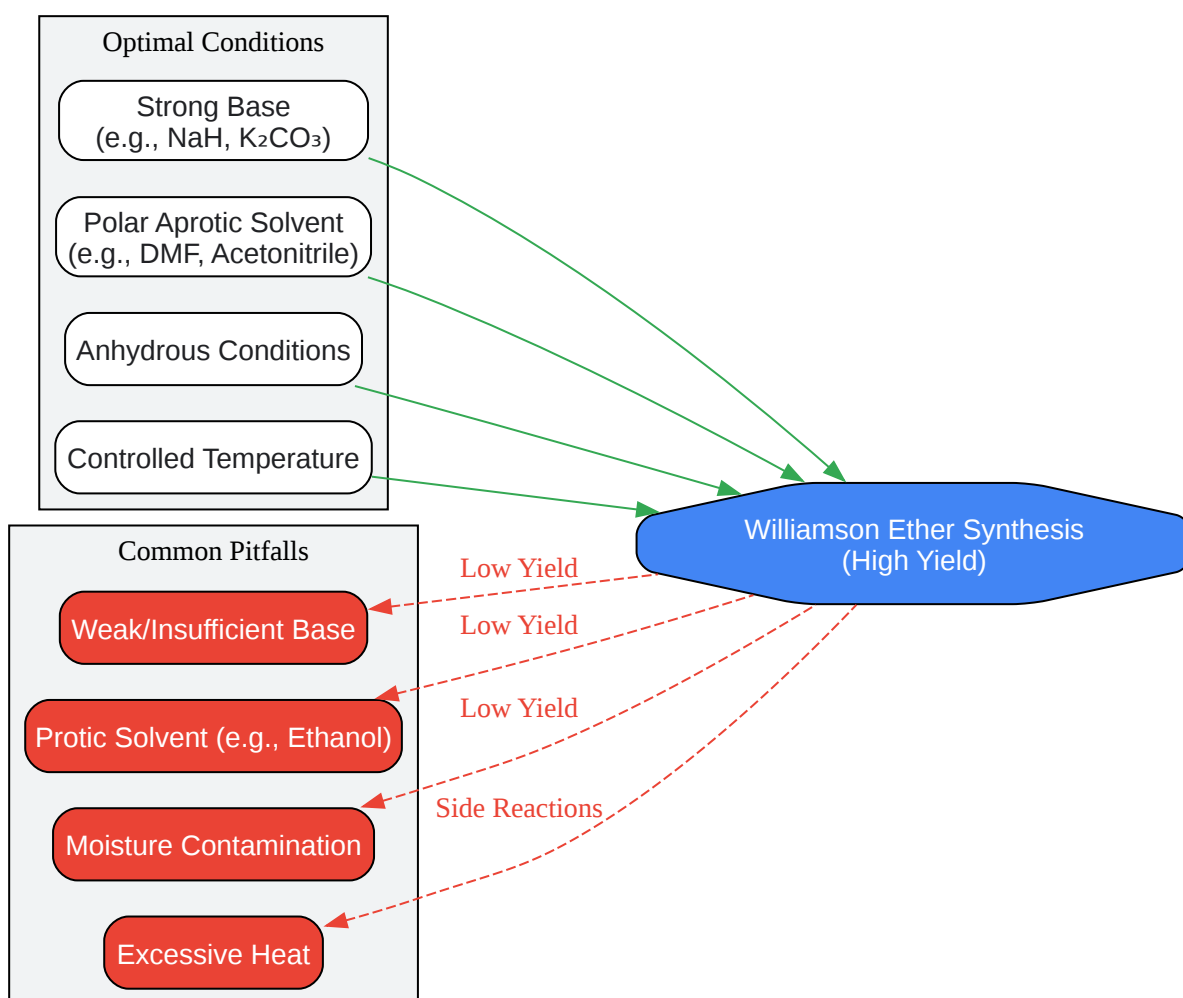 Optimal Conditions
Strong Base
(e.g., NaH, K₂CO₃)
Polar Aprotic Solvent
(e.g., DMF, Acetonitrile)
Anhydrous Conditions
Controlled Temperature
Williamson Ether Synthesis
(High Yield)
Common Pitfalls
Low Yield
Weak/Insufficient Base
Low Yield
Protic Solvent (e.g., Ethanol)
Low Yield
Moisture Contamination
Side Reactions
Excessive Heat